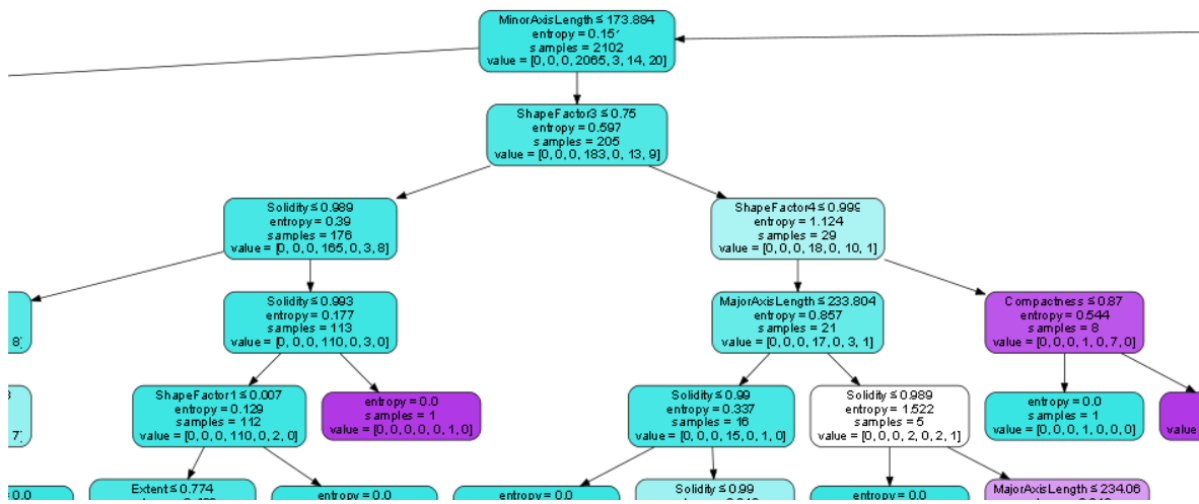 MinorAxisLength ≤ 173.884
entropy = 0.15
samples = 2102
value = [0, 0, 0, 2065, 3, 14, 20]
ShapeFactor3 ≤ 0.75
entropy = 0.597
samples = 205
value = [0, 0, 0, 183, 0, 13, 9]
Solidity ≤ 0.989
entropy = 0.39
samples = 176
value = [0, 0, 0, 165, 0, 3, 8]
ShapeFactor4 ≤ 0.999
entropy = 1.124
samples = 29
value = [0, 0, 0, 18, 0, 10, 1]
8]
Solidity ≤ 0.993
entropy = 0.177
samples = 113
value = [0, 0, 0, 110, 0, 3, 0]
MajorAxisLength ≤ 233.804
entropy = 0.857
samples = 21
value = [0, 0, 0, 17, 0, 3, 1]
Compactness ≤ 0.87
entropy = 0.544
samples = 8
value = [0, 0, 0, 1, 0, 7, 0]
7]
ShapeFactor1 ≤ 0.007
entropy = 0.129
samples = 112
value = [0, 0, 0, 110, 0, 2, 0]
entropy = 0.0
samples = 1
value = [0, 0, 0, 0, 0, 1, 0]
Solidity ≤ 0.99
entropy = 0.337
samples = 16
value = [0, 0, 0, 15, 0, 1, 0]
Solidity ≤ 0.989
entropy = 1.522
samples = 5
value = [0, 0, 0, 2, 0, 2, 1]
entropy = 0.0
samples = 1
value = [0, 0, 0, 1, 0, 0, 0]
value
= 0.0
Extent ≤ 0.774
entropy = 0.0
entropy = 0.0
Solidity ≤ 0.99
entropy = 0.0
MajorAxisLength ≤ 234.06